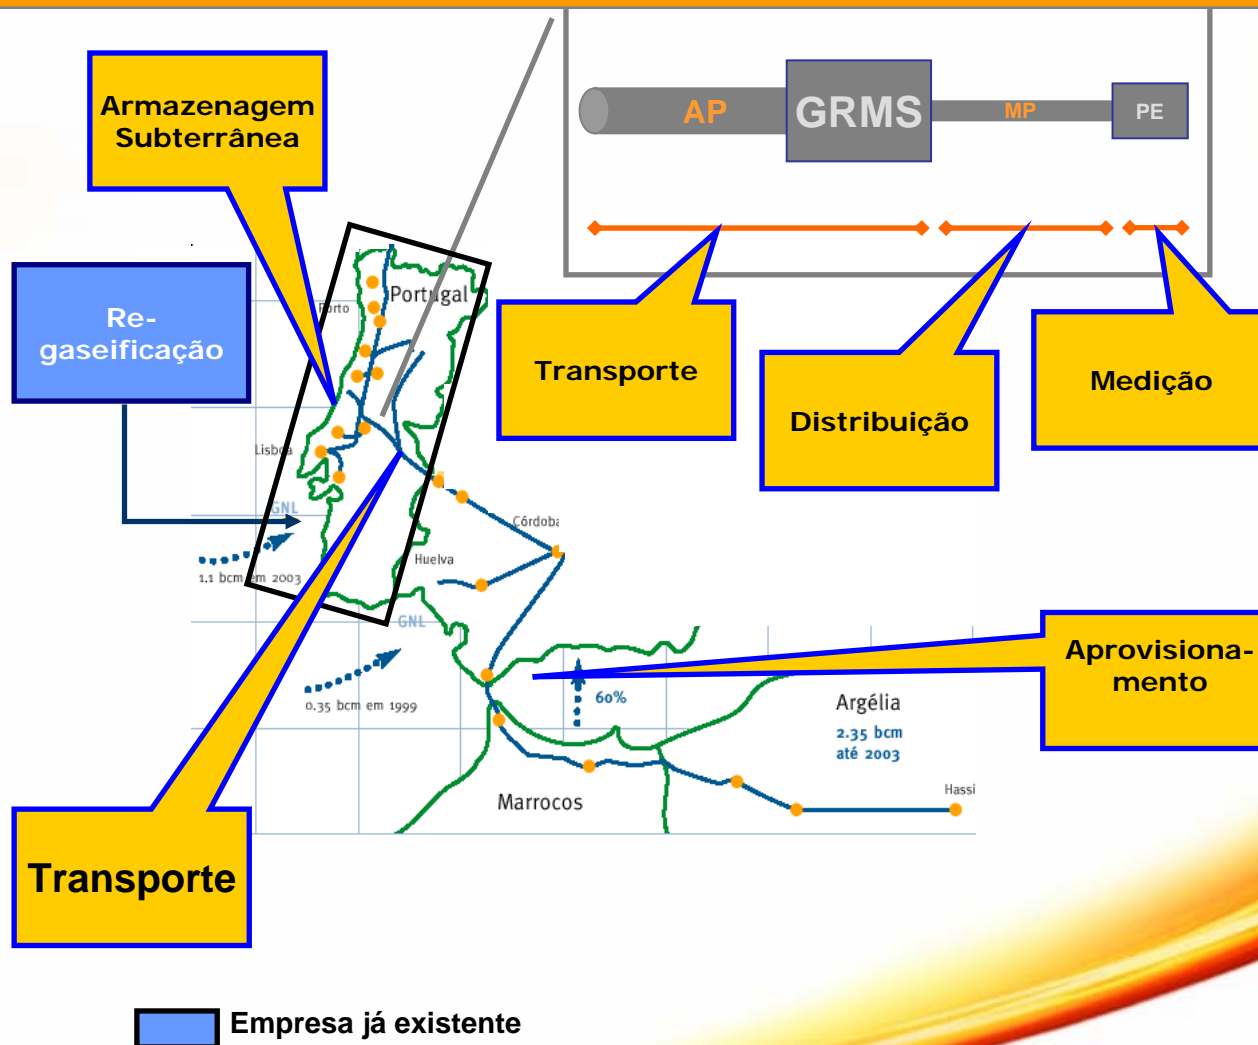 Armazenagem
Subterrânea
AP
GRMS
MP
PE
Re-
gaseificação
Porto
Portugal
Transporte
Distribuição
Medição
Lisboa
GNL
1.1 bcm em 2003
Córdoba
Huelva
GNL
0.35 bcm em 1999
60%
Aprovisiona-
mento
Argélia
2.35 bcm
até 2003
Marrocos
Hassi
Transporte
Empresa já existente